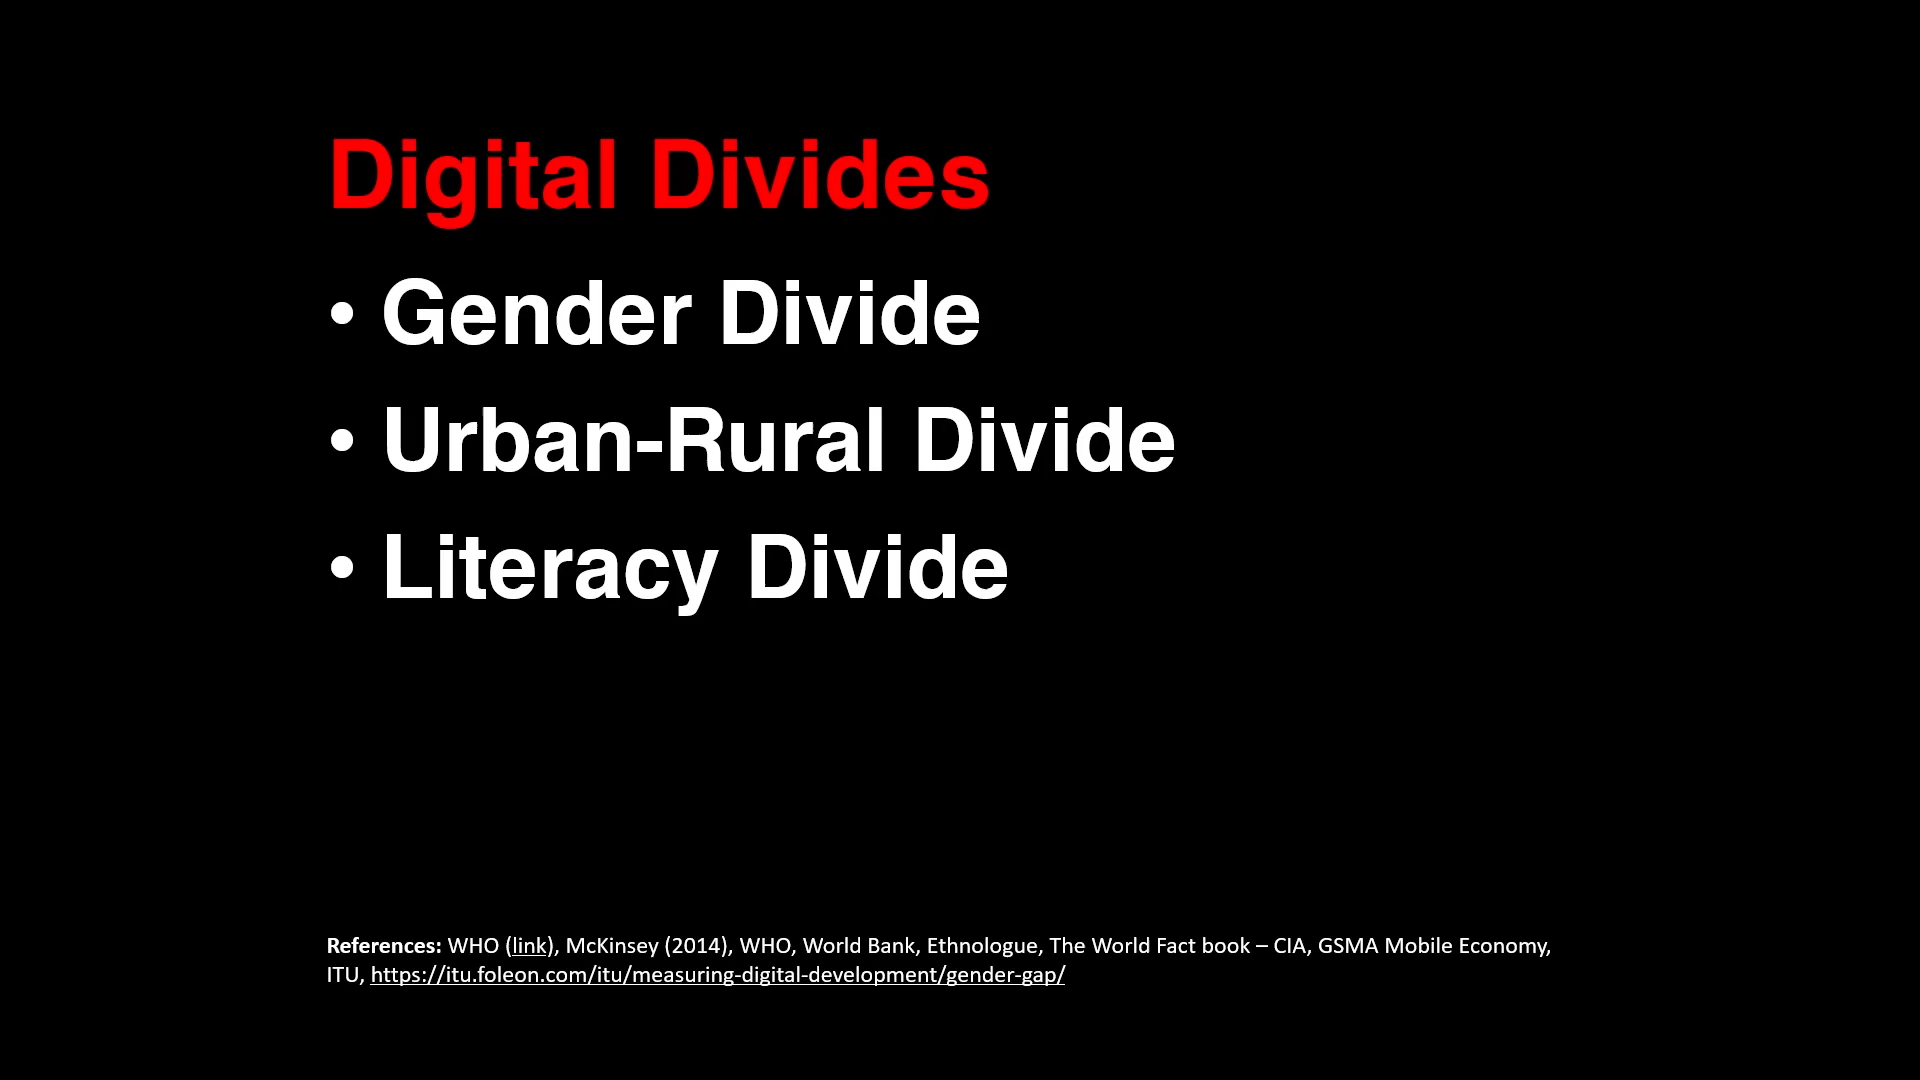 Digital Divides
• Gender Divide
• Urban-Rural Divide
• Literacy Divide
References: WHO (link), McKinsey (2014), WHO, World Bank, Ethnologue, The World Fact book – CIA, GSMA Mobile Economy,
ITU, https://itu.foleon.com/itu/measuring-digital-development/gender-gap/